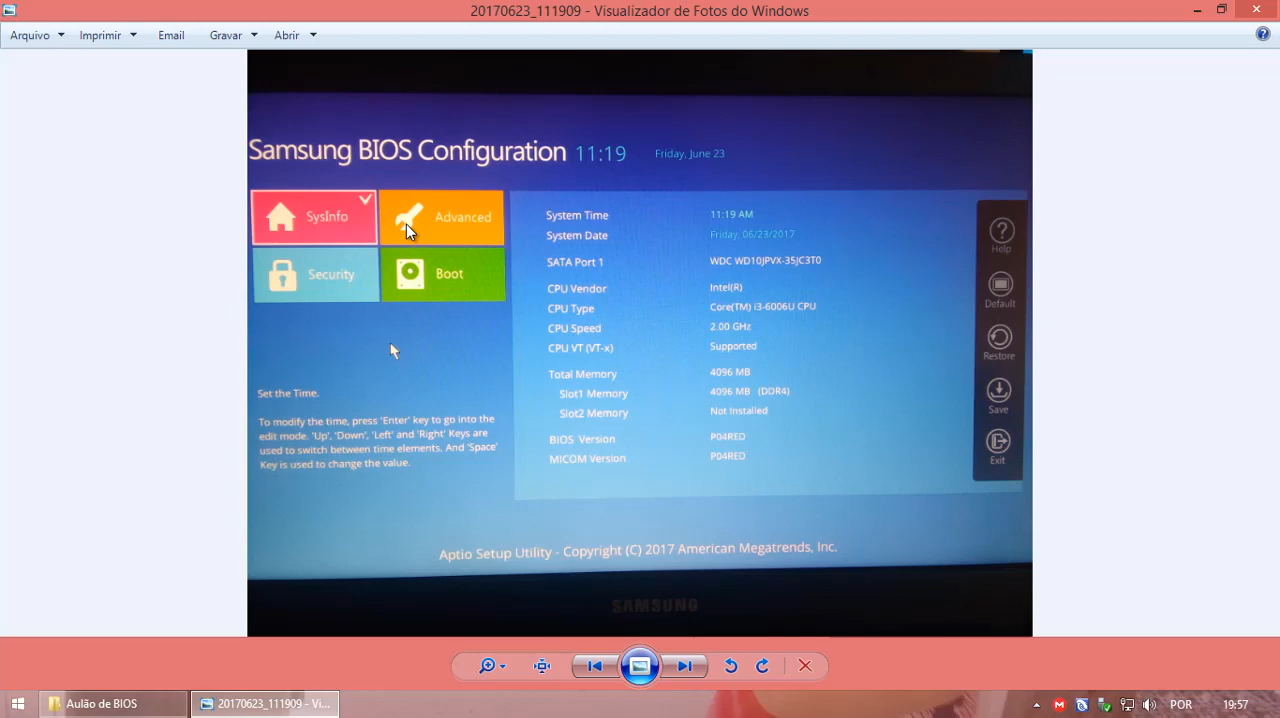 20170623_111909 - Visualizador de Fotos do Windows
Arquivo Imprimir Email Gravar Abrir
Samsung BIOS Configuration 11:19 Friday, June 23
SysInfo Advanced
Security Boot
System Time 11:19 AM
System Date Friday, 06/23/2017
SATA Port 1 WDC WD10JPVX-35JC3T0
CPU Vendor Intel(R)
CPU Type Core(TM) i3-6006U CPU
CPU Speed 2.00 GHz
CPU VT (VT-x) Supported
Total Memory 4096 MB
Slot1 Memory 4096 MB (DDR4)
Slot2 Memory Not Installed
BIOS Version P04RED
MICOM Version P04RED
Help
Default
Restore
Save
Exit
Set the Time.
To modify the time, press 'Enter' key to go into the
edit mode. 'Up', 'Down', 'Left' and 'Right' Keys are
used to switch between time elements. And 'Space'
Key is used to change the value.
Aptio Setup Utility - Copyright (C) 2017 American Megatrends, Inc.
SAMSUNG
Aulão de BIOS 20170623_111909 - Vi... POR 19:57